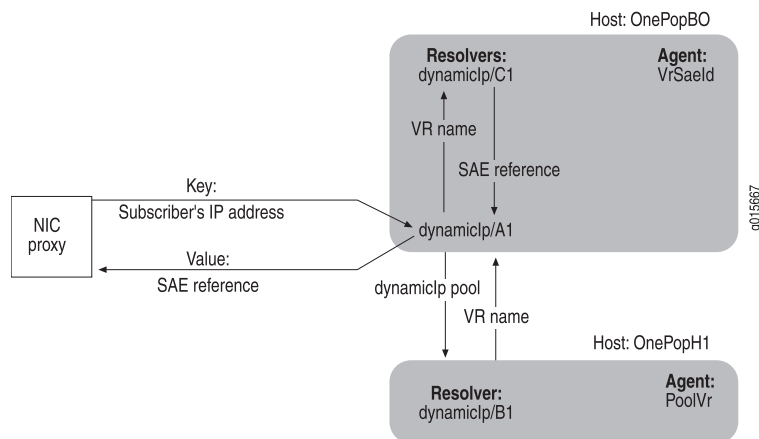 Host: OnePopBO
Resolvers:
dynamicIp/C1
Agent:
VrSaeId
VR name
SAE reference
Key:
Subscriber's IP address
NIC
proxy
dynamicIp/A1
Value:
SAE reference
dynamicIp pool
VR name
Host: OnePopH1
Resolver:
dynamicIp/B1
Agent:
PoolVr
g015667